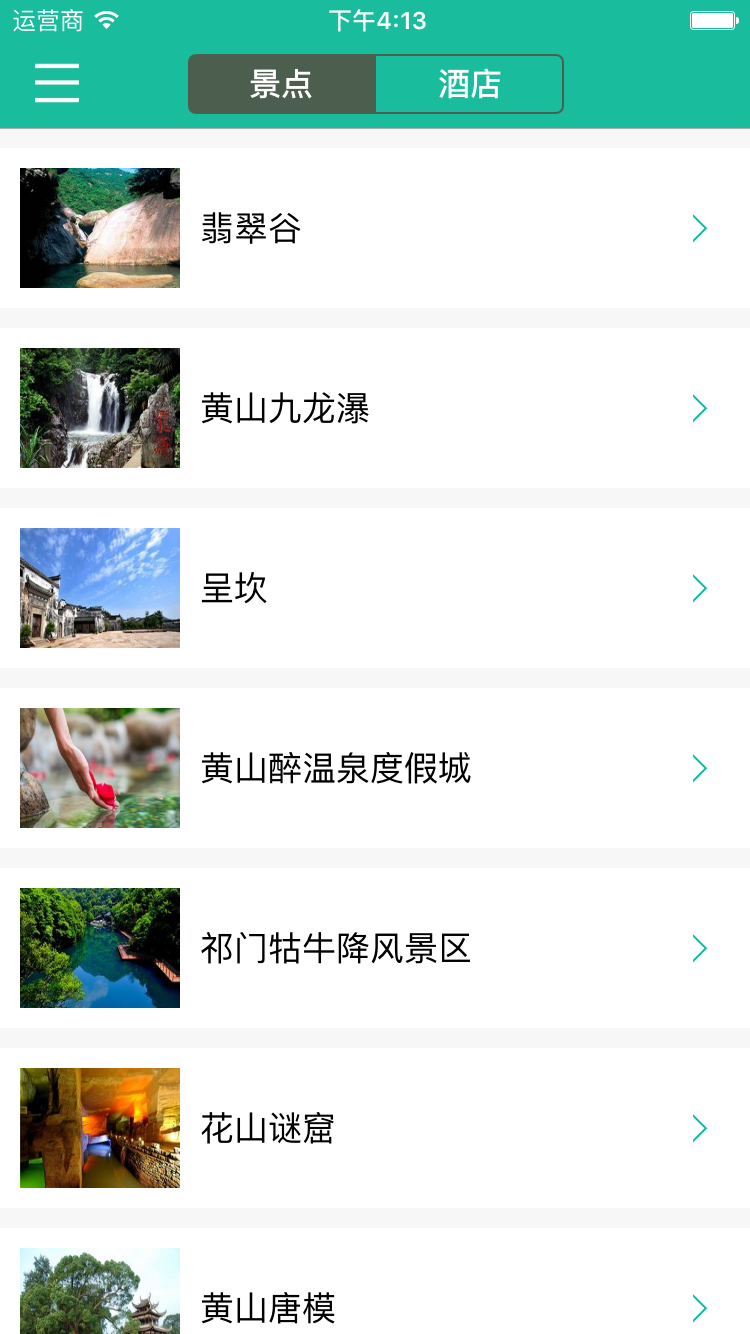 运营商
下午4:13
景点
酒店
翡翠谷
黄山九龙瀑
呈坎
黄山醉温泉度假城
祁门牯牛降风景区
花山谜窟
黄山唐模